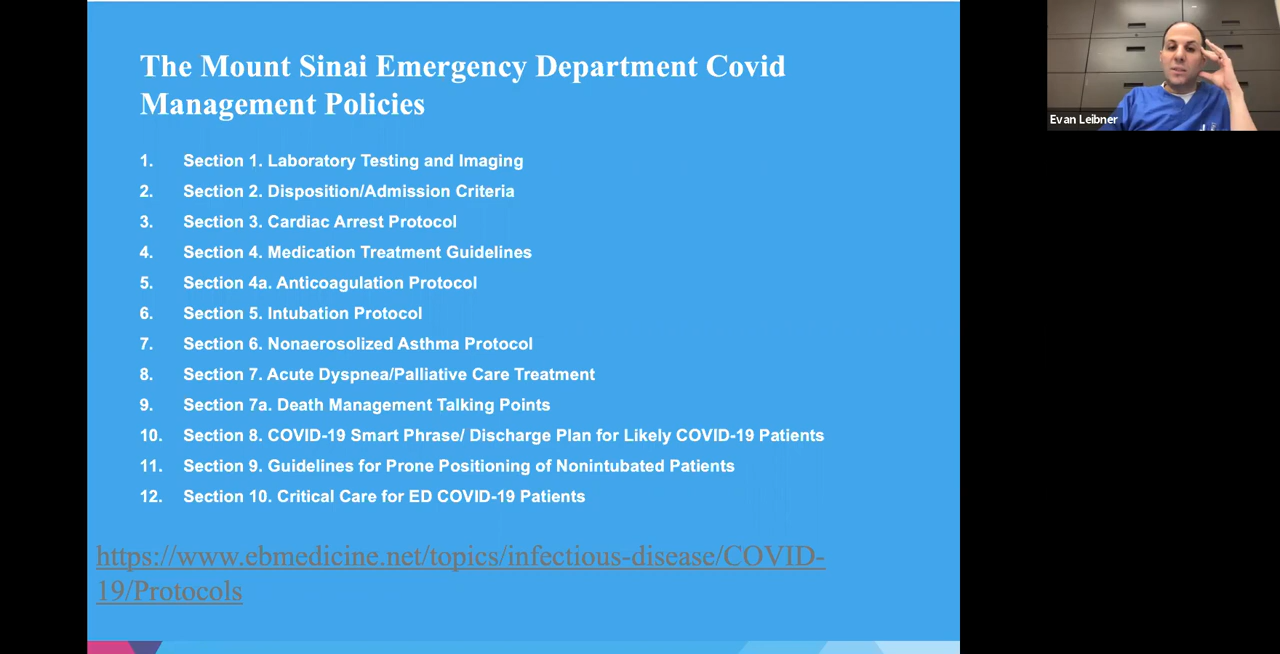 The Mount Sinai Emergency Department Covid
Management Policies
1. Section 1. Laboratory Testing and Imaging
2. Section 2. Disposition/Admission Criteria
3. Section 3. Cardiac Arrest Protocol
4. Section 4. Medication Treatment Guidelines
5. Section 4a. Anticoagulation Protocol
6. Section 5. Intubation Protocol
7. Section 6. Nonaerosolized Asthma Protocol
8. Section 7. Acute Dyspnea/Palliative Care Treatment
9. Section 7a. Death Management Talking Points
10. Section 8. COVID-19 Smart Phrase/ Discharge Plan for Likely COVID-19 Patients
11. Section 9. Guidelines for Prone Positioning of Nonintubated Patients
12. Section 10. Critical Care for ED COVID-19 Patients
https://www.ebmedicine.net/topics/infectious-disease/COVID-
19/Protocols
Evan Leibner